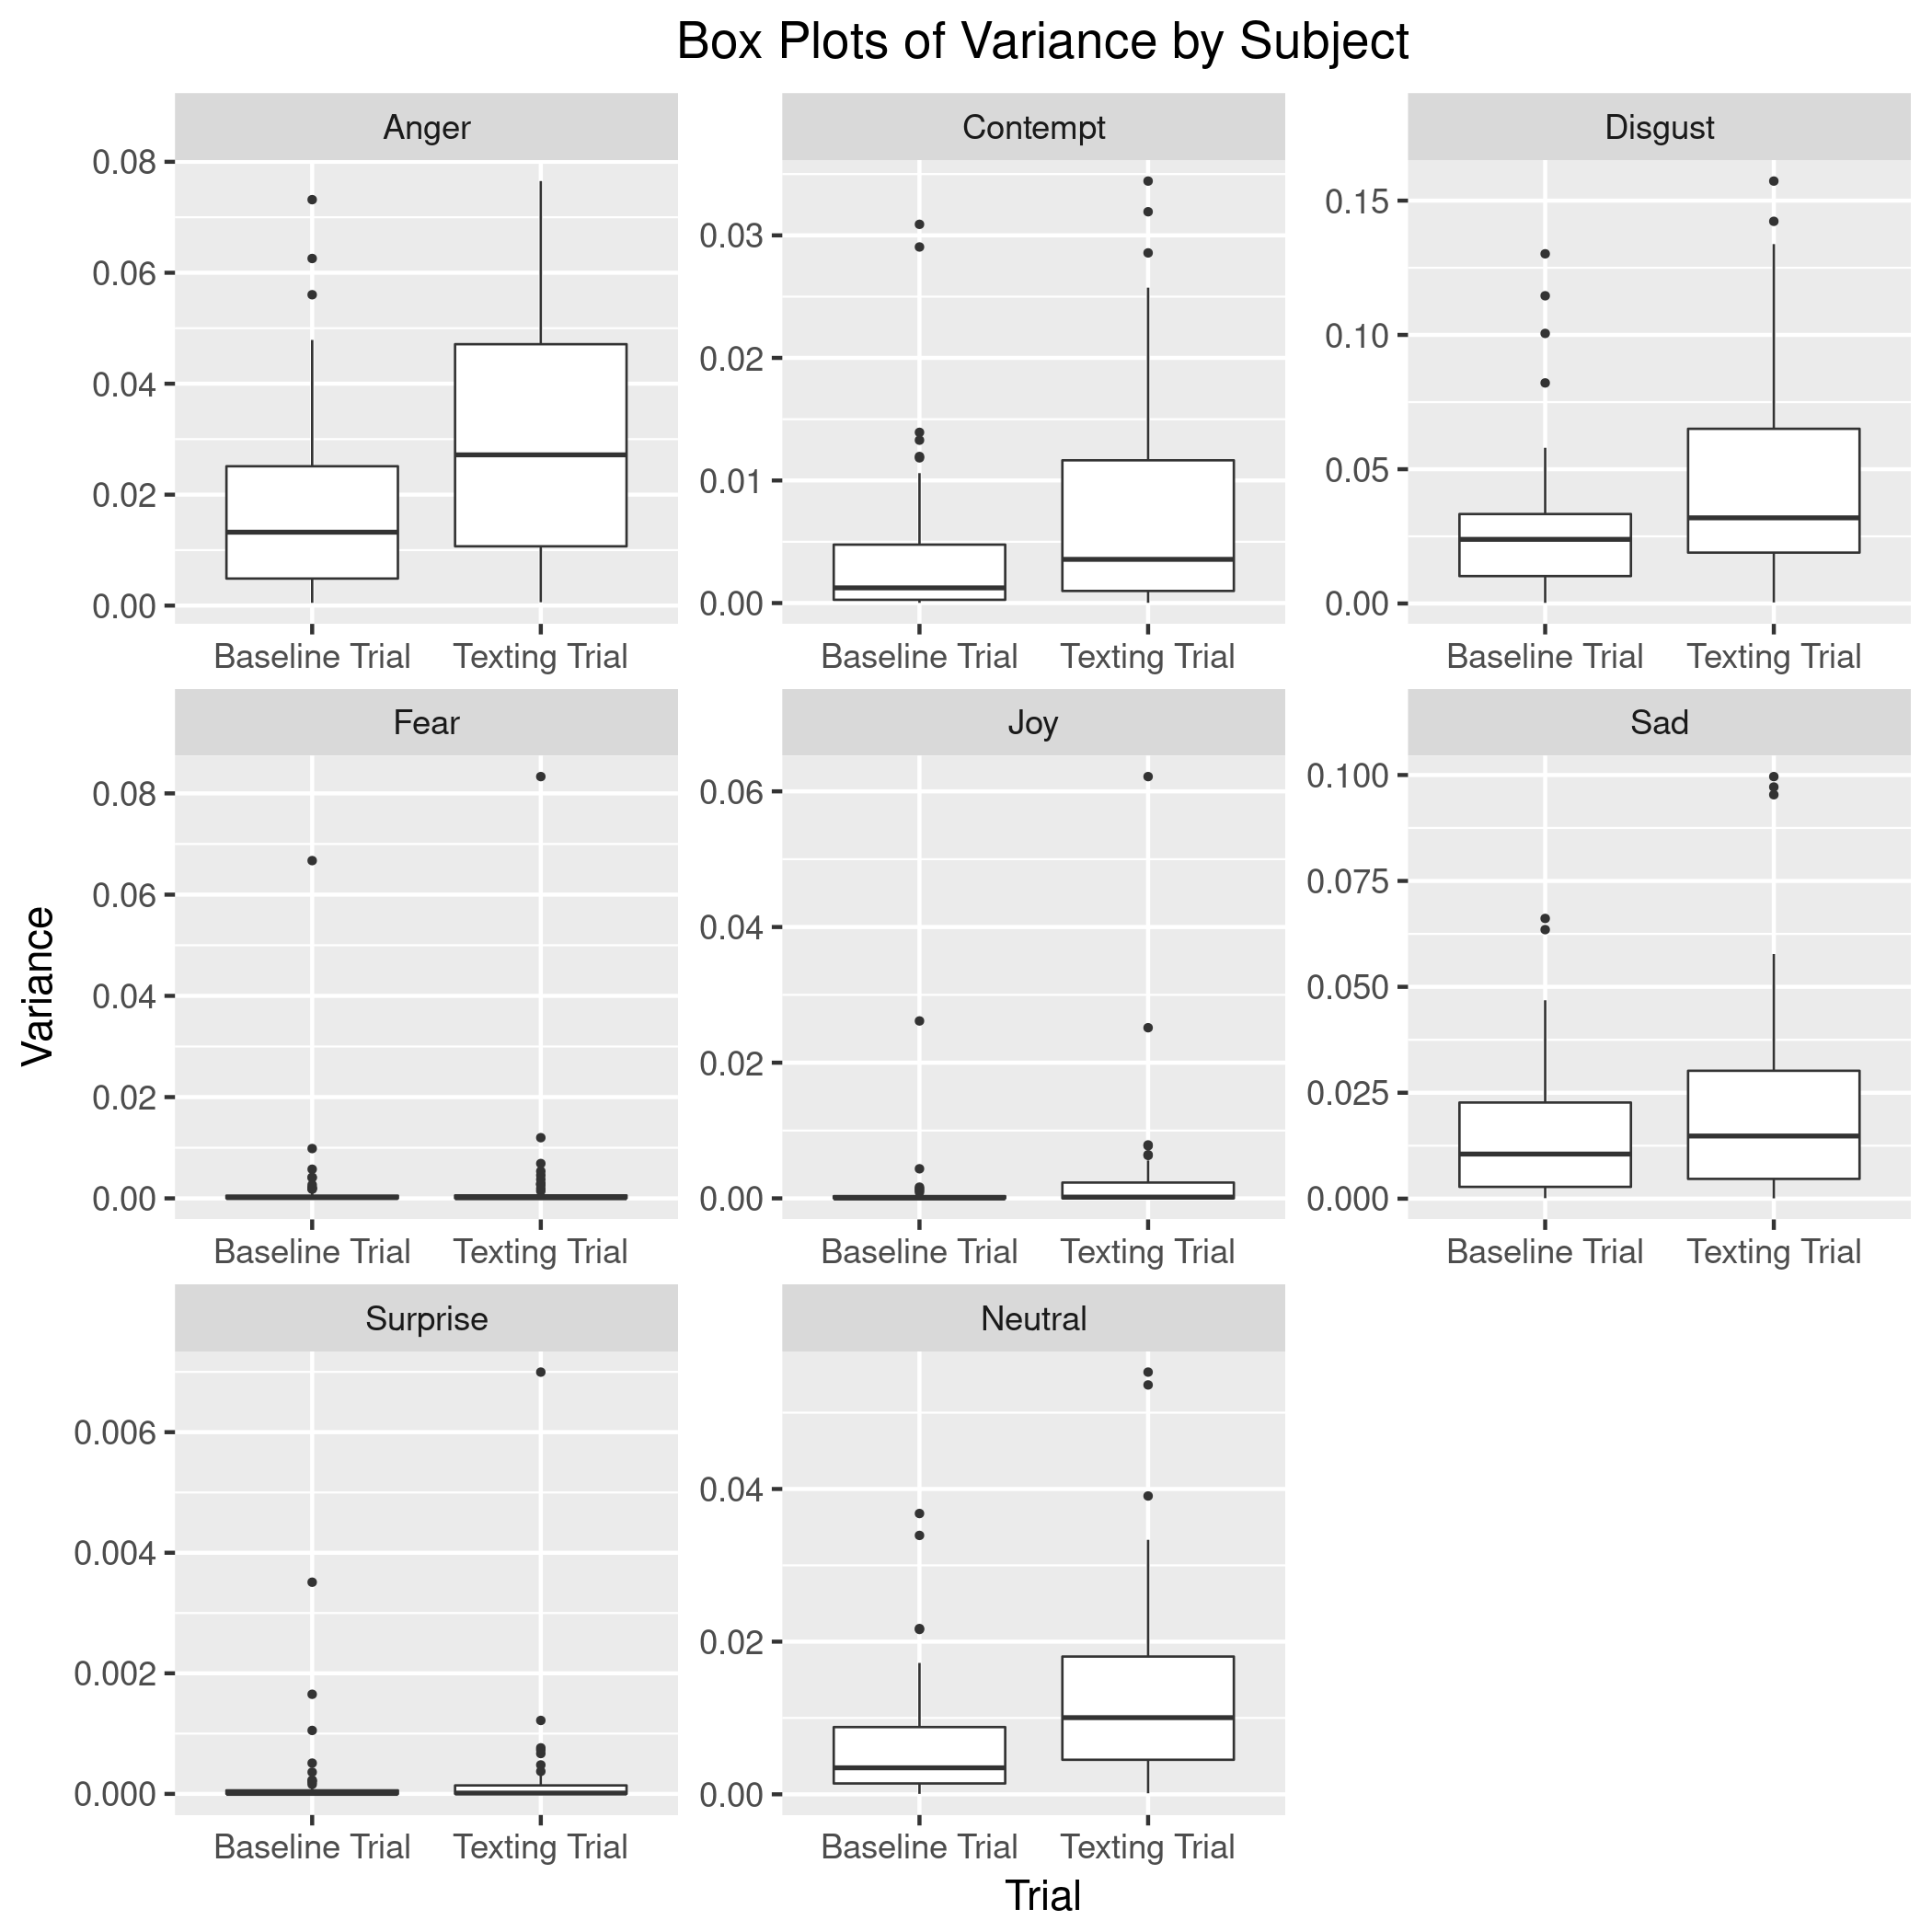 Box Plots of Variance by Subject
Anger
Contempt
Disgust
0.08
0.06
0.04
0.02
0.00
0.03
0.02
0.01
0.00
0.15
0.10
0.05
0.00
Baseline Trial Texting Trial
Baseline Trial Texting Trial
Baseline Trial Texting Trial
Fear
Joy
Sad
0.08
0.06
0.04
0.02
0.00
0.06
0.04
0.02
0.00
0.100
0.075
0.050
0.025
0.000
Baseline Trial Texting Trial
Baseline Trial Texting Trial
Baseline Trial Texting Trial
Surprise
Neutral
0.006
0.004
0.002
0.000
0.04
0.02
0.00
Baseline Trial Texting Trial
Baseline Trial Texting Trial
Variance
Trial